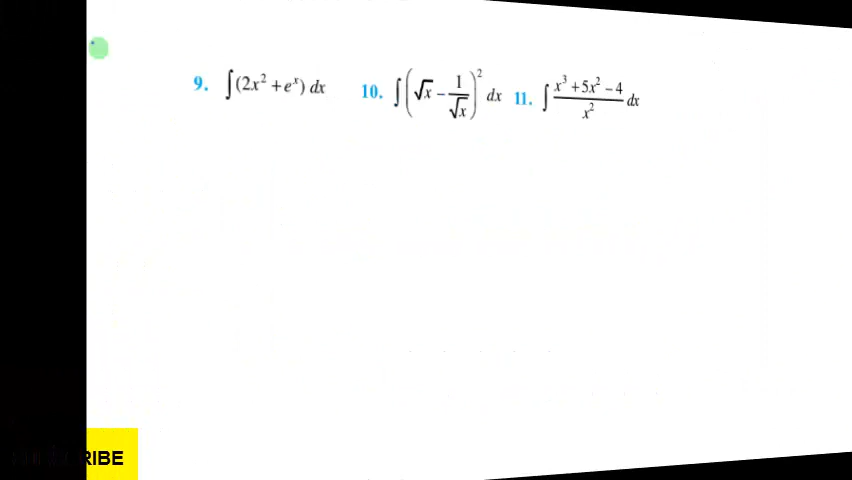 9. ∫(2x² + eˣ) dx 10. ∫(√x − 1/√x)² dx 11. ∫ (x³ + 5x² − 4)/x² dx
RIBE